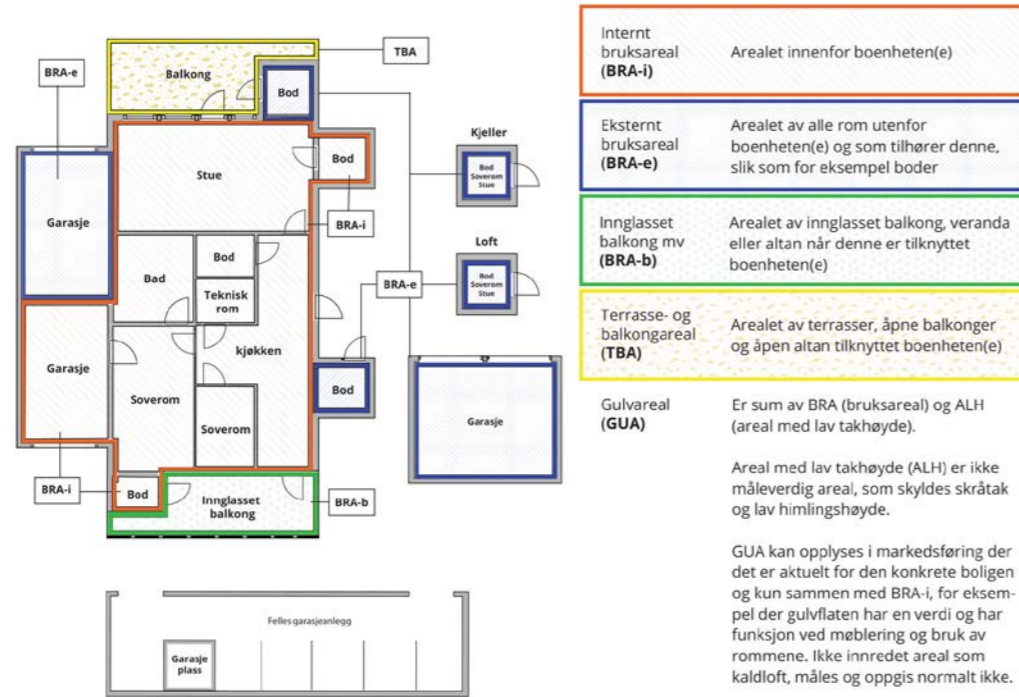 TBA
BRA-e
Balkong
Bod
Kjeller
Bod
Soverom
Stue
Stue
Bod
Garasje
BRA-i
Loft
Bod
Bad
Teknisk
rom
BRA-e
Bod
Soverom
Stue
kjøkken
Garasje
Soverom
Bod
Soverom
Garasje
BRA-i
Bod
Innglasset
balkong
BRA-b
Felles garasjeanlegg
Garasje
plass
Internt
bruksareal
(BRA-i)
Arealet innenfor boenheten(e)
Eksternt
bruksareal
(BRA-e)
Arealet av alle rom utenfor
boenheten(e) og som tilhører denne,
slik som for eksempel boder
Innglasset
balkong mv
(BRA-b)
Arealet av innglasset balkong, veranda
eller altan når denne er tilknyttet
boenheten(e)
Terrasse- og
balkongareal
(TBA)
Arealet av terrasser, åpne balkonger
og åpen altan tilknyttet boenheten(e)
Gulvareal
(GUA)
Er sum av BRA (bruksareal) og ALH
(areal med lav takhøyde).
Areal med lav takhøyde (ALH) er ikke
måleverdig areal, som skyldes skråtak
og lav himlingshøyde.
GUA kan opplyses i markedsføring der
det er aktuelt for den konkrete boligen
og kun sammen med BRA-i, for eksem-
pel der gulvflaten har en verdi og har
funksjon ved møblering og bruk av
rommene. Ikke innredet areal som
kaldloft, måles og oppgis normalt ikke.